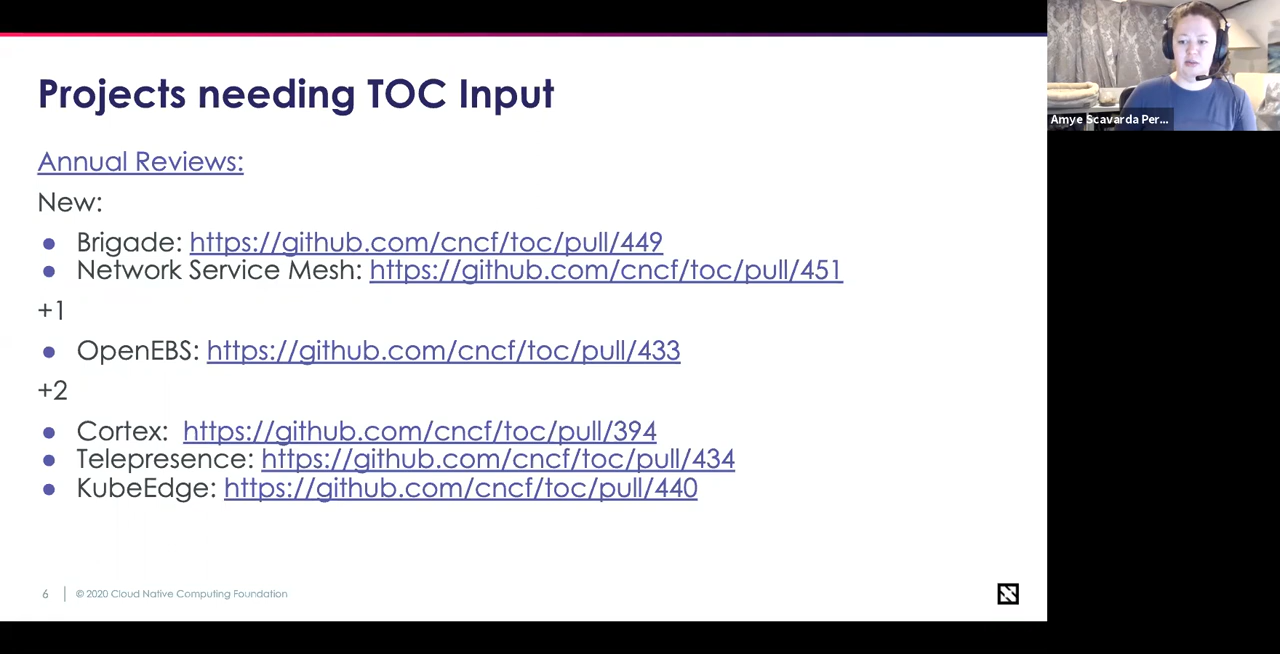 Projects needing TOC Input
Annual Reviews:
New:
● Brigade: https://github.com/cncf/toc/pull/449
● Network Service Mesh: https://github.com/cncf/toc/pull/451
+1
● OpenEBS: https://github.com/cncf/toc/pull/433
+2
● Cortex: https://github.com/cncf/toc/pull/394
● Telepresence: https://github.com/cncf/toc/pull/434
● KubeEdge: https://github.com/cncf/toc/pull/440
6 | © 2020 Cloud Native Computing Foundation
Amye Scavarda Per...